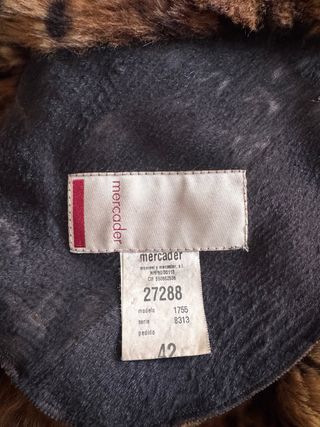 mercader
mercader
27288
modelo 1755
serie 8313
pedido
42